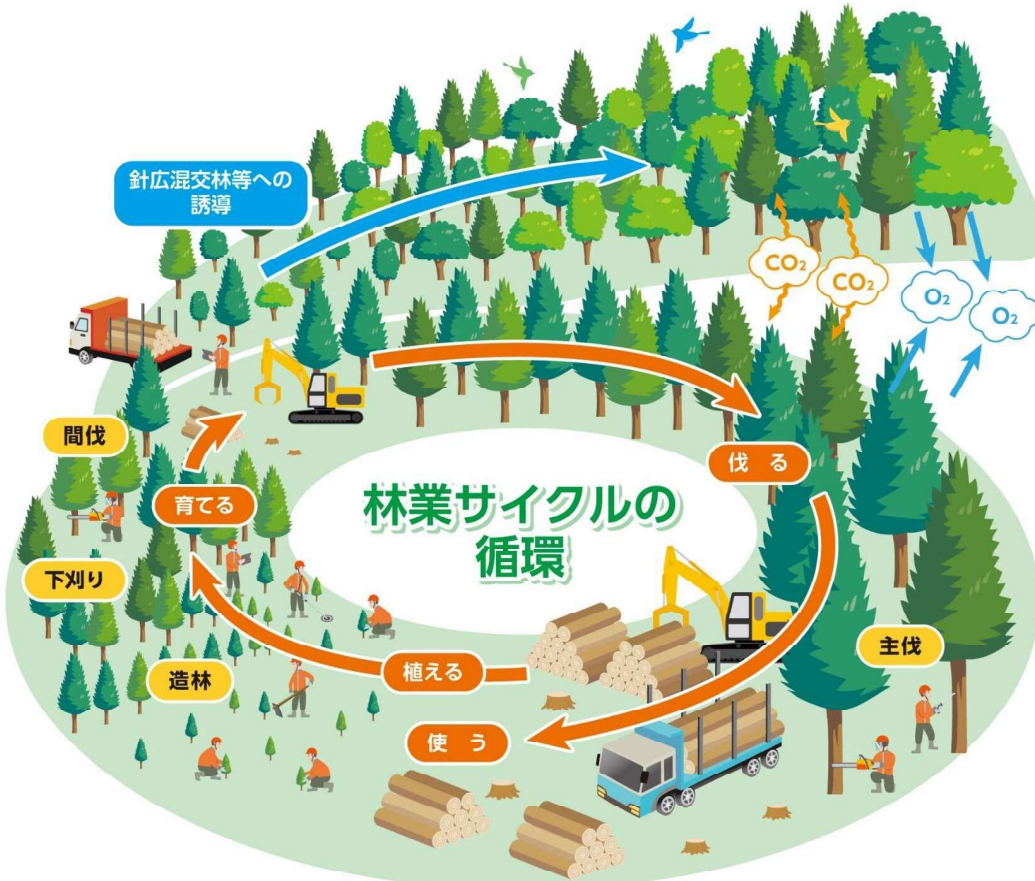 針広混交林等への
誘導
CO₂
CO₂
O₂
O₂
間伐
伐 る
育てる
林業サイクルの
循環
下刈り
主伐
造林
植える
使 う